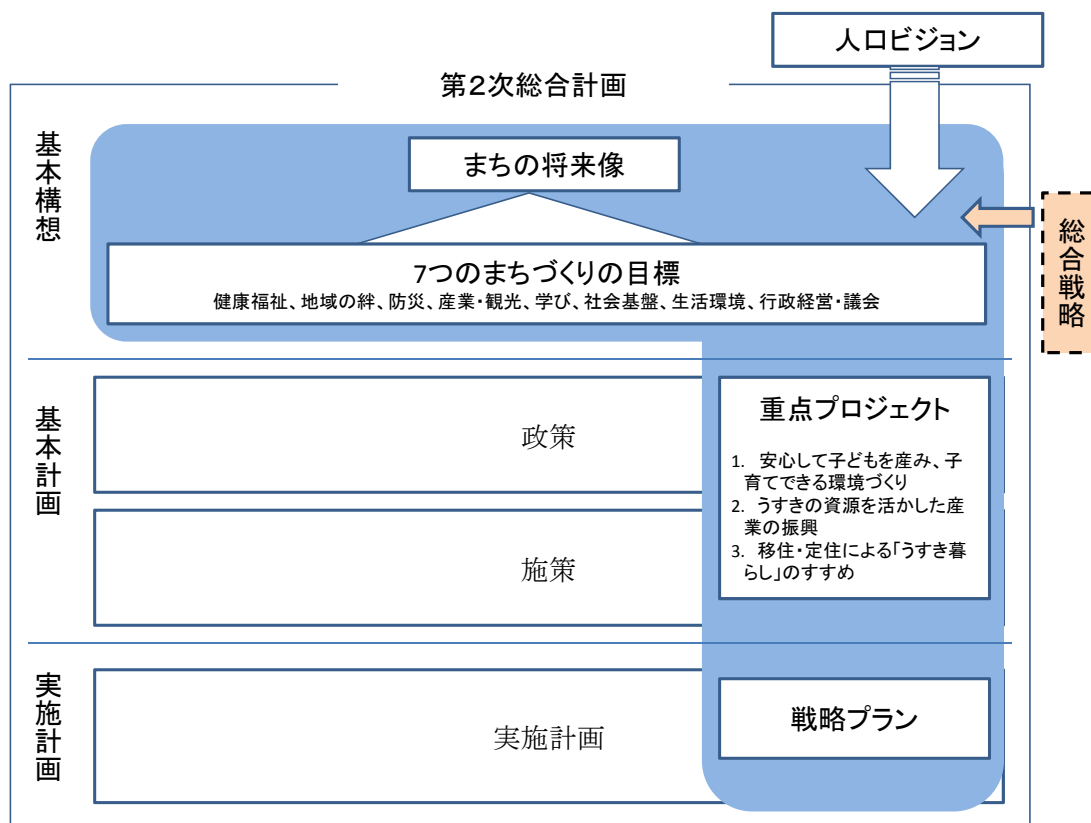 人口ビジョン
第2次総合計画
基本構想
まちの将来像
7つのまちづくりの目標
健康福祉、地域の絆、防災、産業・観光、学び、社会基盤、生活環境、行政経営・議会
総合戦略
基本計画
政策
施策
重点プロジェクト
1. 安心して子どもを産み、子
育てできる環境づくり
2. うすきの資源を活かした産
業の振興
3. 移住・定住による「うすき暮
らし」のすすめ
実施計画
実施計画
戦略プラン